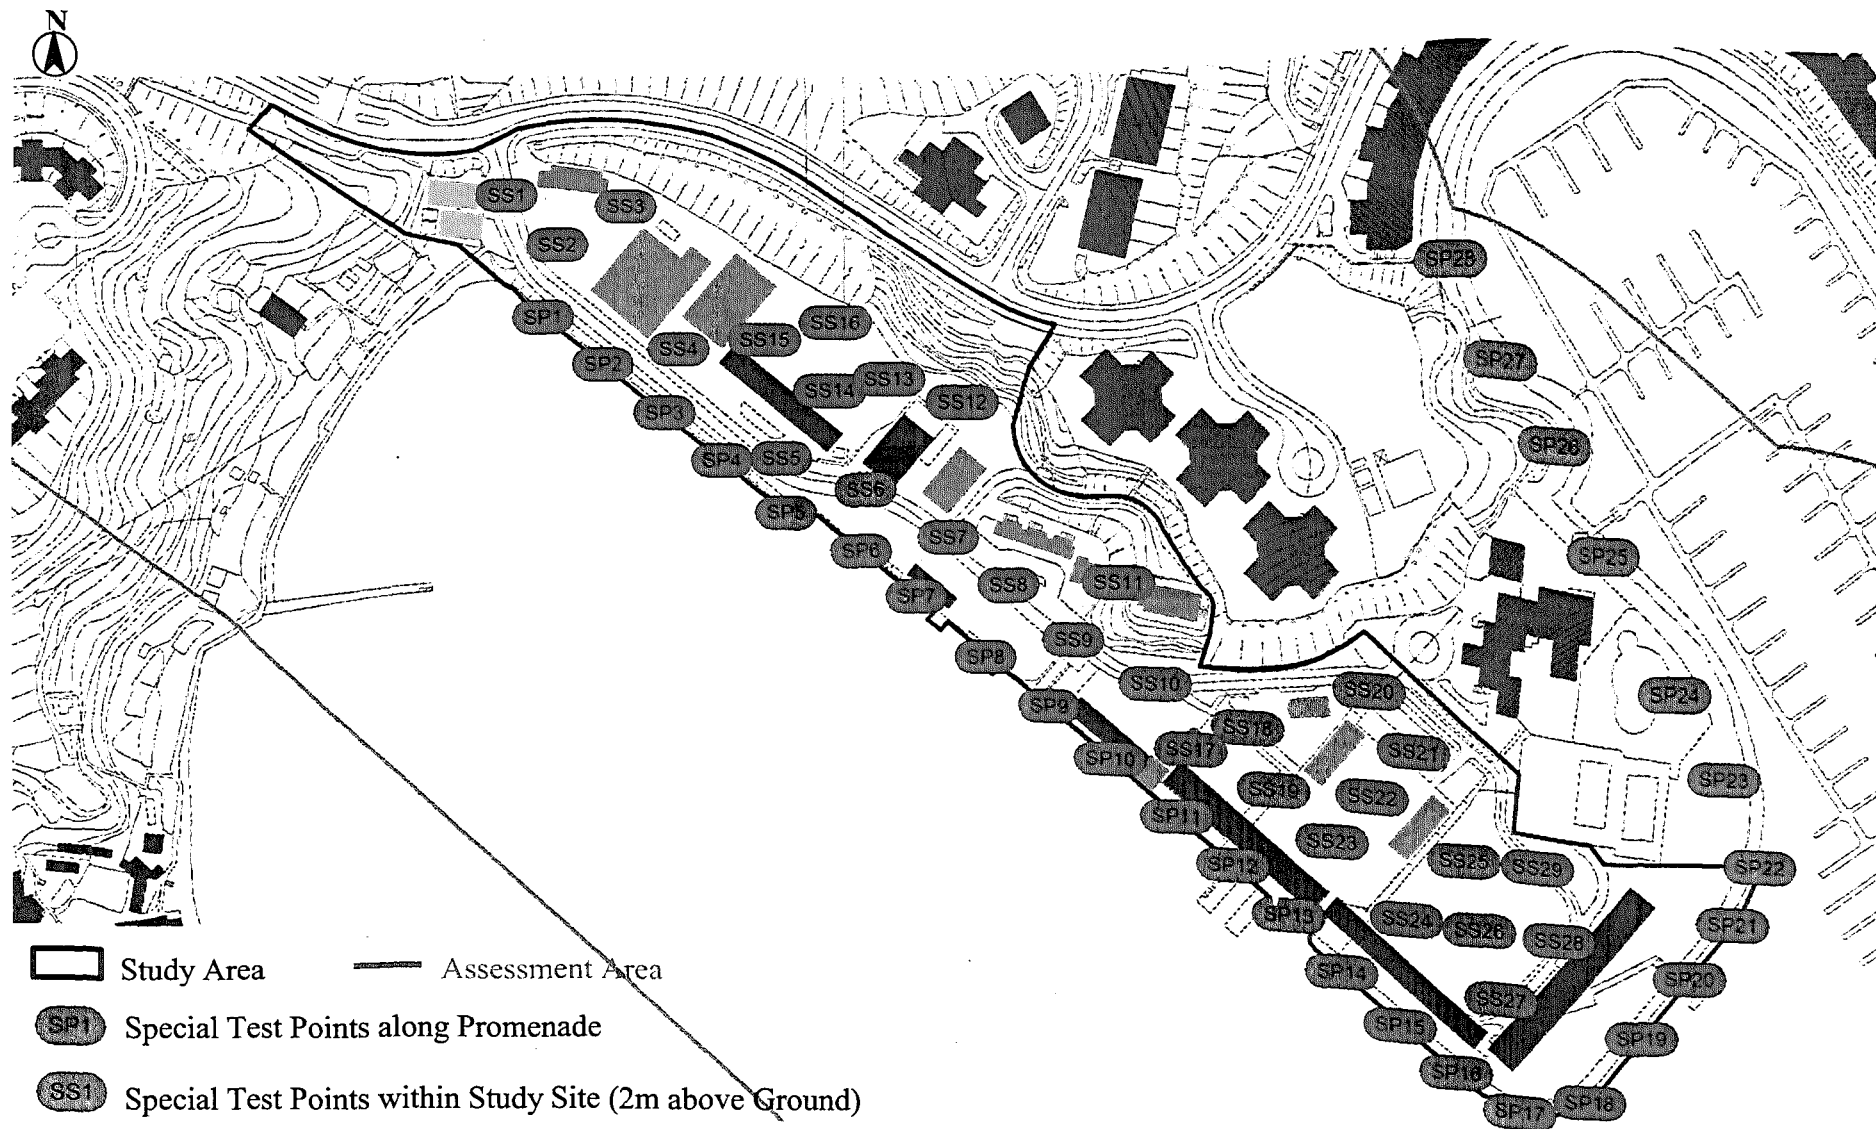 N
SS1
SS3
SS2
SP28
SP1
SS16
SS15
SS4
SP2
SP27
SS13
SS14
SS12
SP3
SP26
SP4 SS5
SS6
SP5
SS7
SP6
SP25
SS8
SS11
SP7
SS9
SP8
SS10
SS20
SP24
SP9
SS18
SS17
SS21
SP10
SP23
SS19
SS22
SP11
SS23
SP12
SS25 SS29
SP22
SP13
SS24
SS26
SP21
SS28
SP14
SP20
SS27
SP15
SP19
SP16
SP17
SP18
Study Area Assessment Area
SP1 Special Test Points along Promenade
SS1 Special Test Points within Study Site (2m above Ground)